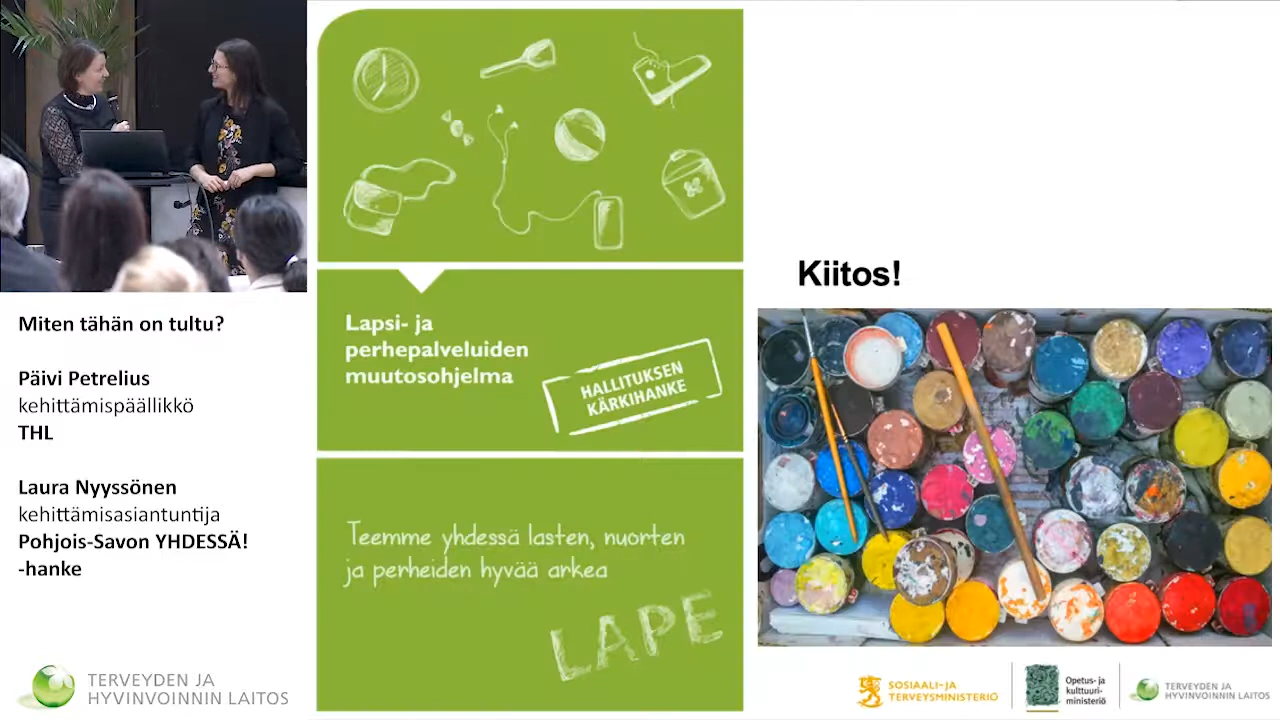 Miten tähän on tultu?
Päivi Petrelius
kehittämispäällikkö
THL
Laura Nyyssönen
kehittämisasiantuntija
Pohjois-Savon YHDESSÄ!
-hanke
TERVEYDEN JA
HYVINVOINNIN LAITOS
Lapsi- ja
perhepalveluiden
muutosohjelma
HALLITUKSEN
KÄRKIHANKE
Teemme yhdessä lasten, nuorten
ja perheiden hyvää arkea
LAPE
Kiitos!
SOSIAALI- JA
TERVEYSMINISTERIÖ
Opetus- ja
kulttuuri-
ministeriö
TERVEYDEN JA
HYVINVOINNIN LAITOS